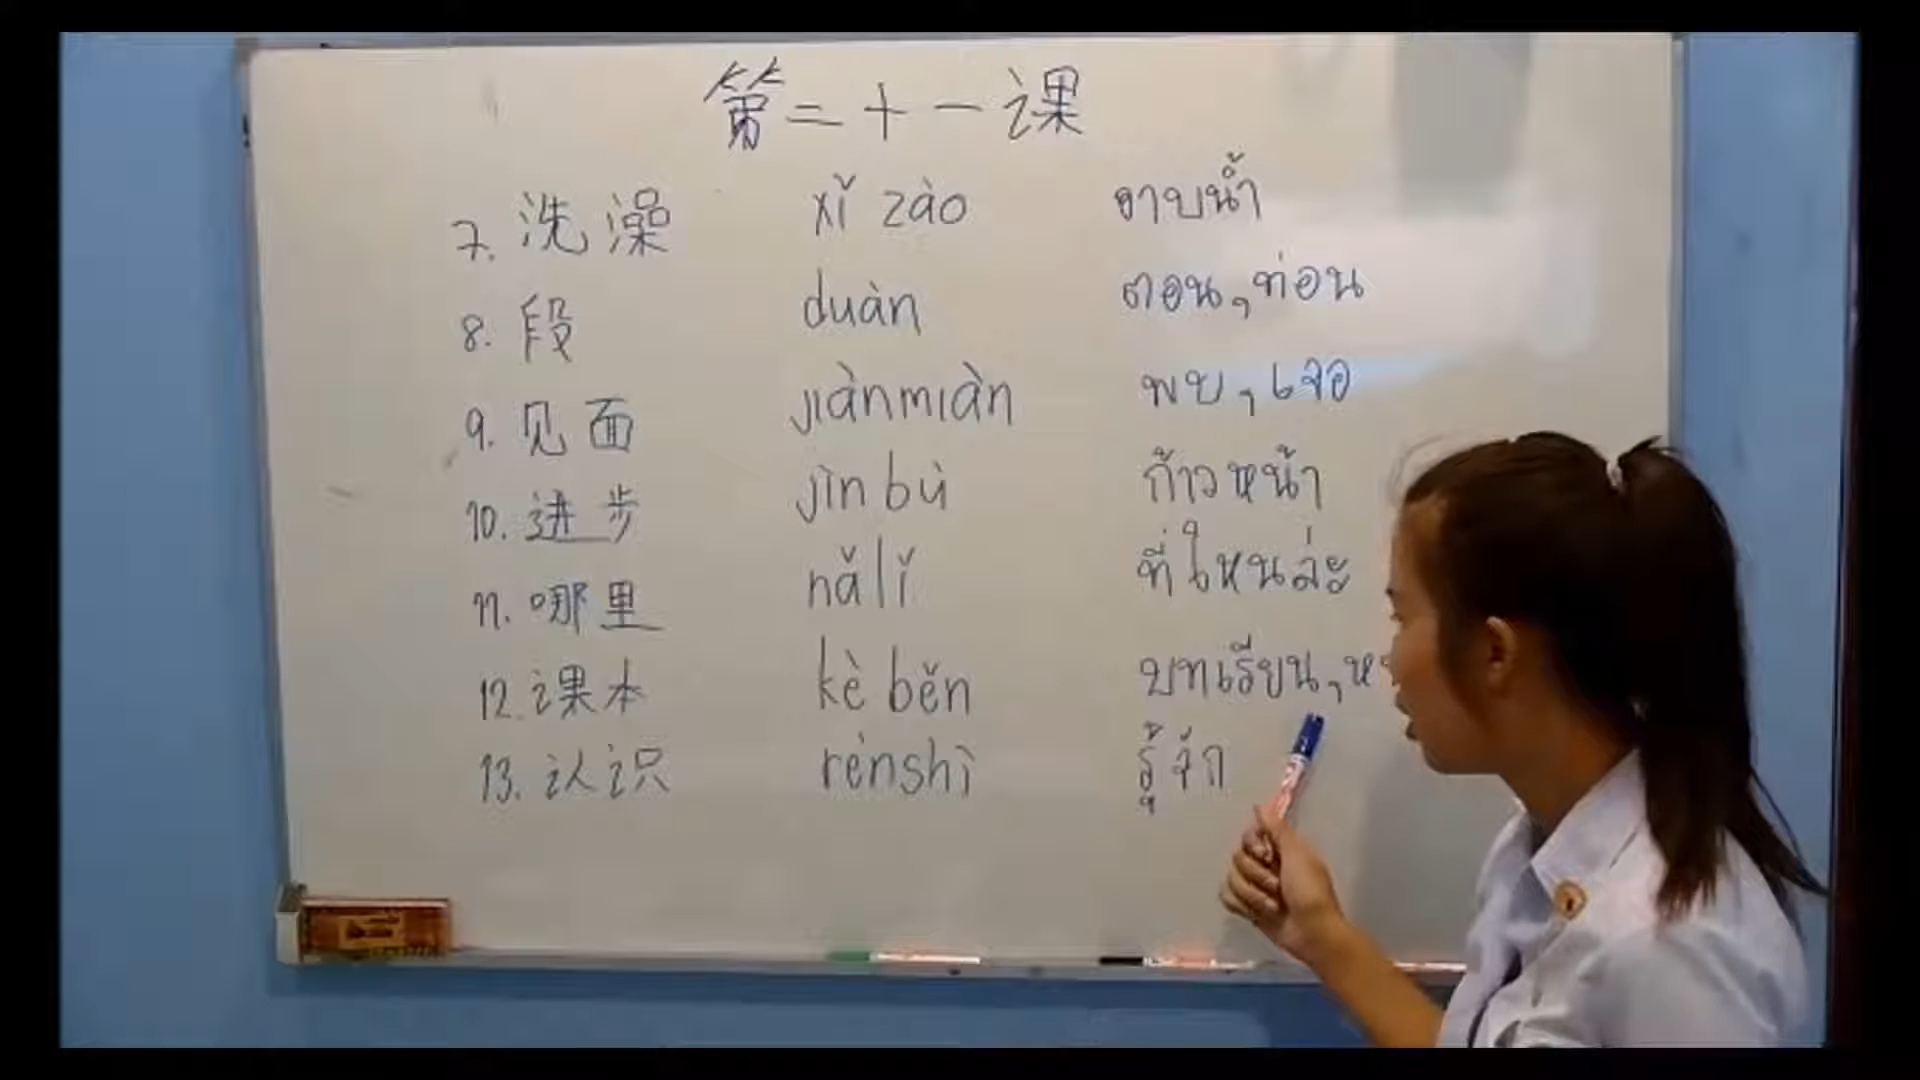 第二十一课
7. 洗澡 xǐ zào อาบน้ำ
8. 段 duàn ตอน,ท่อน
9. 见面 jiànmiàn พบ,เจอ
10. 进步 jìn bù ก้าวหน้า
11. 哪里 nǎ lǐ ที่ไหนล่ะ
12. 课本 kè běn บทเรียน,
13. 认识 rènshì รู้จัก